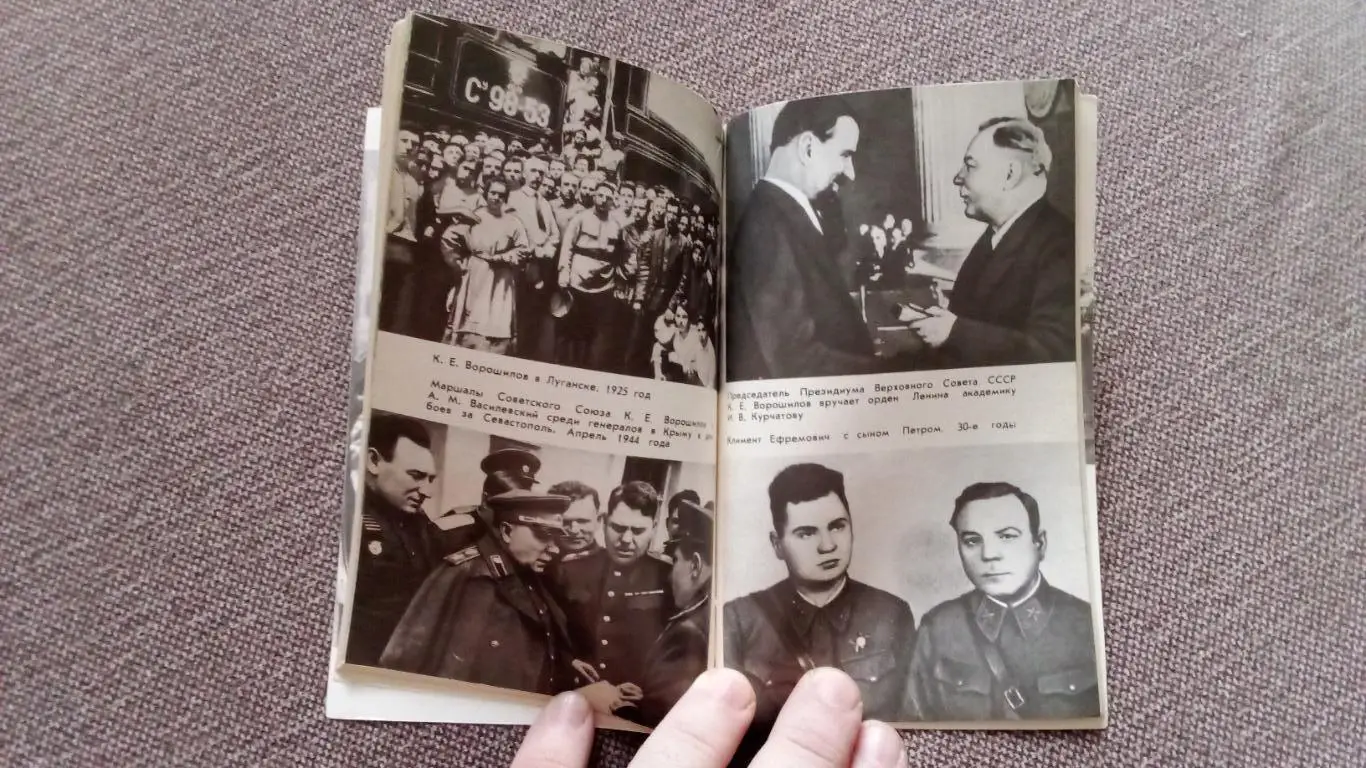 Су 98-53
К. Е. Ворошилов в Луганске. 1925 год
Маршалы Советского Союза К. Е. Ворошилов
А. М. Василевский среди генералов в Крыму в
боев за Севастополь. Апрель 1944 года
Председатель Президиума Верховного Совета СССР
К. Е. Ворошилов вручает орден Ленина академику
И. В. Курчатову
Климент Ефремович с сыном Петром. 30-е годы